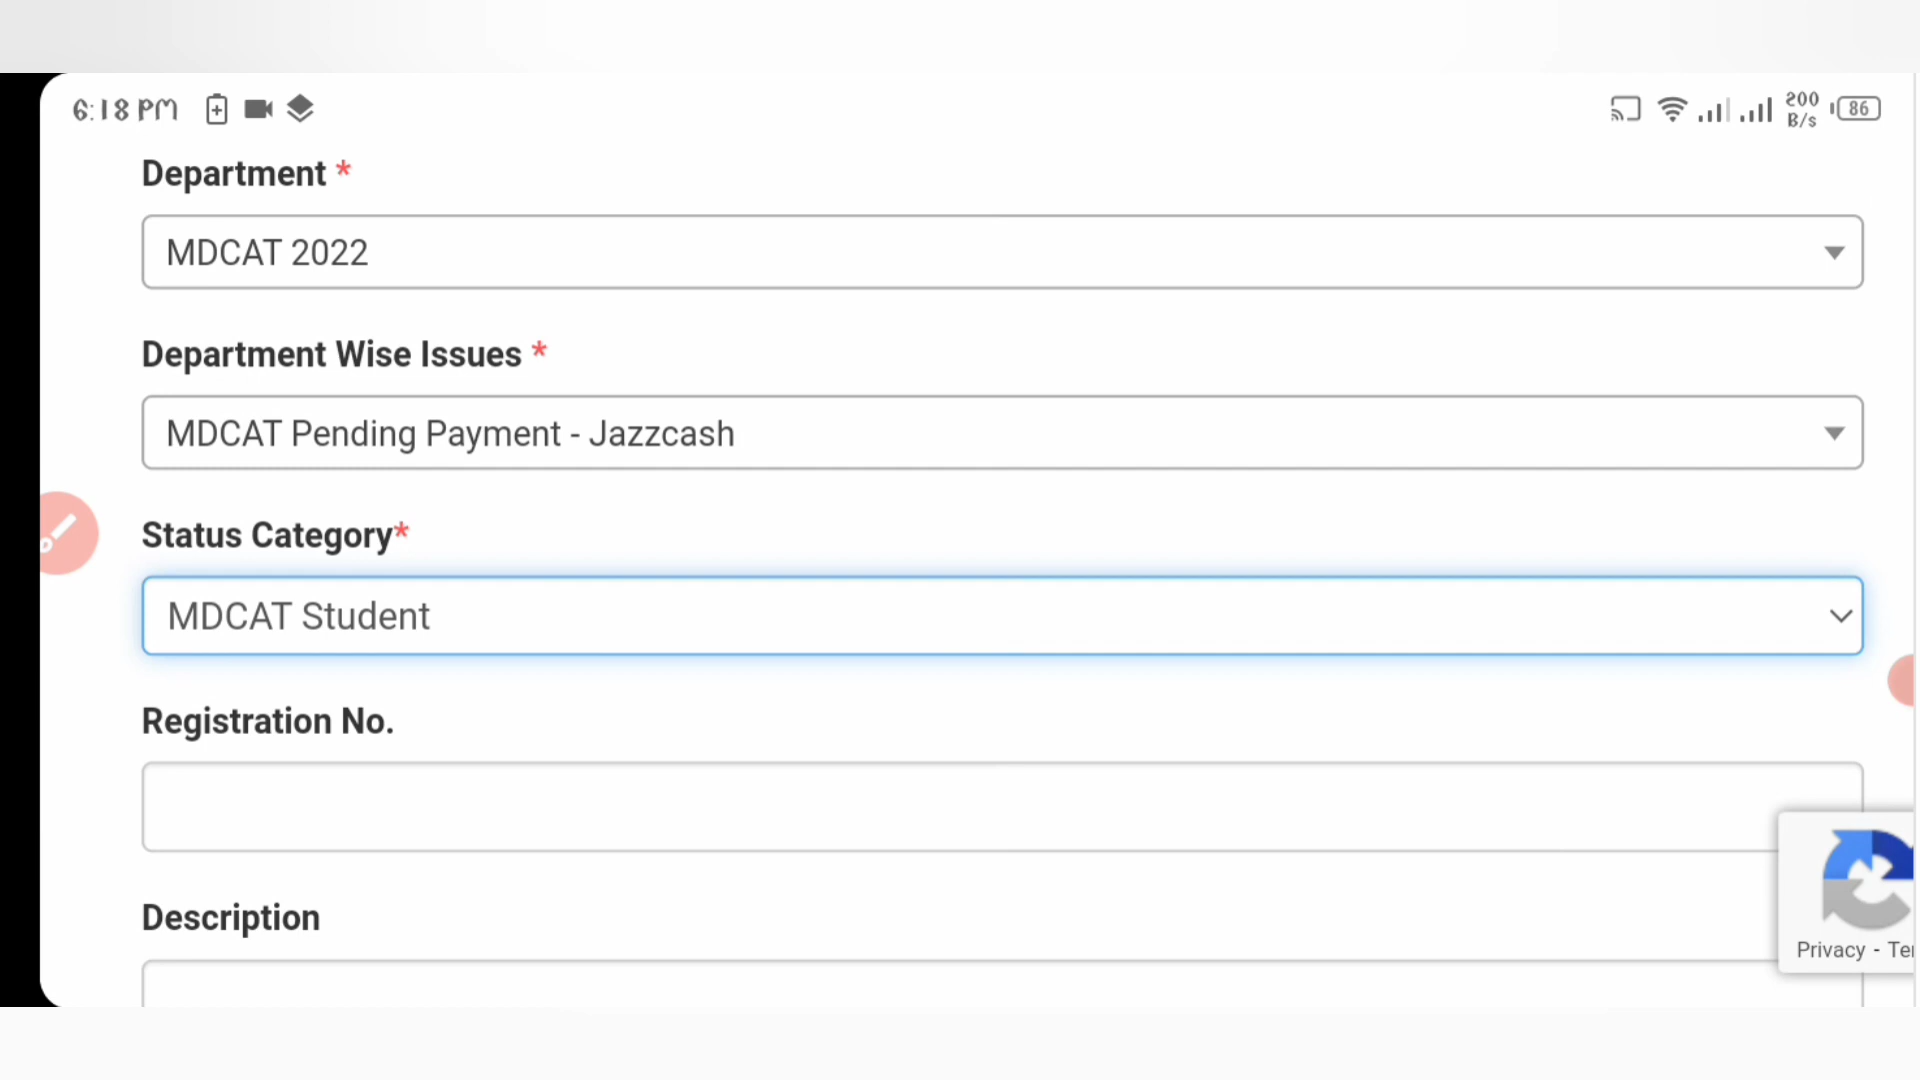 6:18 PM
200
B/s
86
Department *
MDCAT 2022
Department Wise Issues *
MDCAT Pending Payment - Jazzcash
Status Category*
MDCAT Student
Registration No.
Description
Privacy -